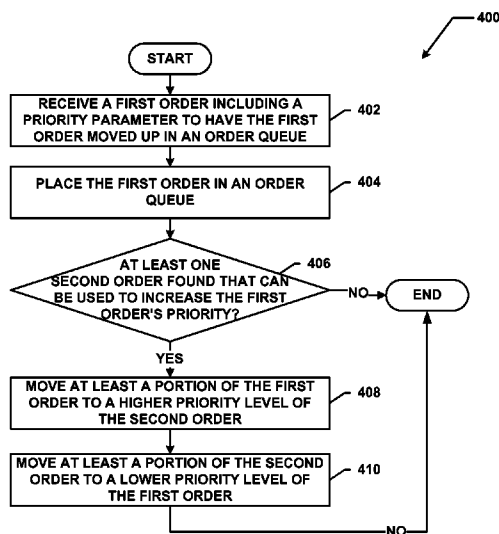 400
START
RECEIVE A FIRST ORDER INCLUDING A
PRIORITY PARAMETER TO HAVE THE FIRST
ORDER MOVED UP IN AN ORDER QUEUE
402
PLACE THE FIRST ORDER IN AN ORDER
QUEUE
404
AT LEAST ONE
SECOND ORDER FOUND THAT CAN
BE USED TO INCREASE THE FIRST
ORDER'S PRIORITY?
406
NO
END
YES
MOVE AT LEAST A PORTION OF THE FIRST
ORDER TO A HIGHER PRIORITY LEVEL OF
THE SECOND ORDER
408
MOVE AT LEAST A PORTION OF THE SECOND
ORDER TO A LOWER PRIORITY LEVEL OF
THE FIRST ORDER
410
NO